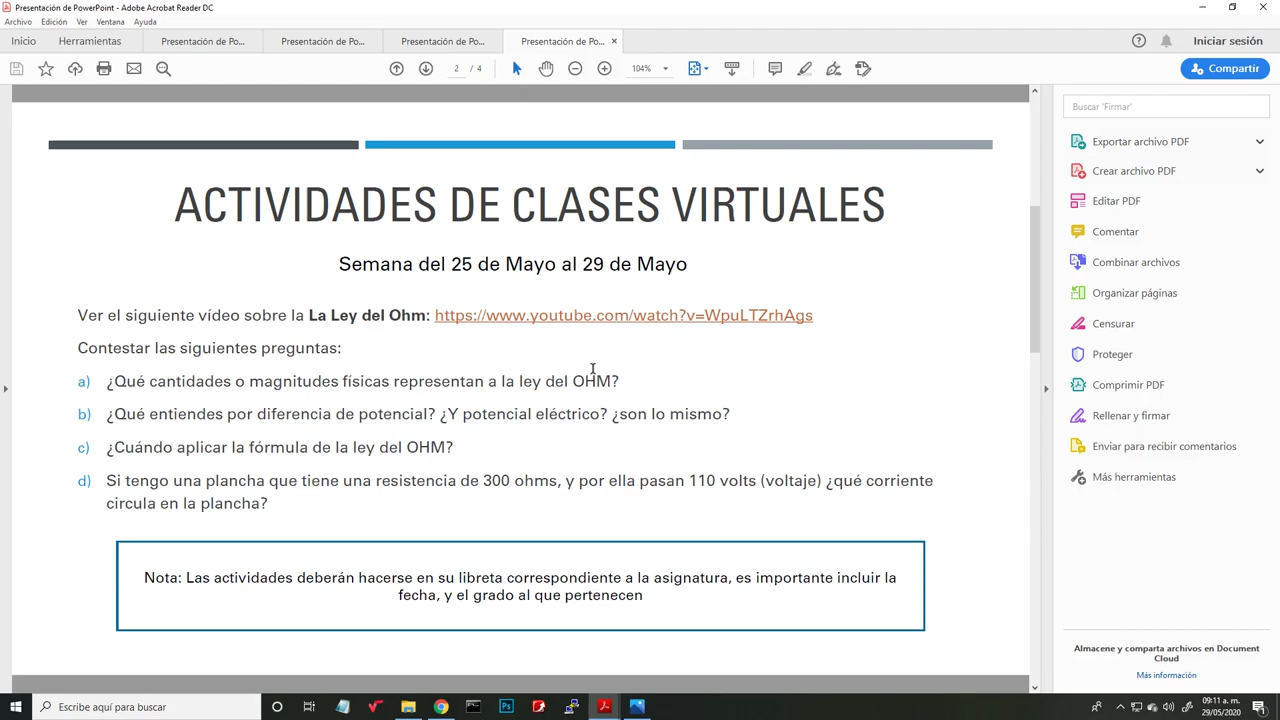 Presentación de PowerPoint - Adobe Acrobat Reader DC
Archivo Edición Ver Ventana Ayuda
Inicio Herramientas Presentación de Po... Presentación de Po... Presentación de Po... Presentación de Po... Iniciar sesión
2 / 4 104% Compartir
ACTIVIDADES DE CLASES VIRTUALES
Semana del 25 de Mayo al 29 de Mayo
Ver el siguiente vídeo sobre la La Ley del Ohm: https://www.youtube.com/watch?v=WpuLTZrhAgs
Contestar las siguientes preguntas:
a) ¿Qué cantidades o magnitudes físicas representan a la ley del OHM?
b) ¿Qué entiendes por diferencia de potencial? ¿Y potencial eléctrico? ¿son lo mismo?
c) ¿Cuándo aplicar la fórmula de la ley del OHM?
d) Si tengo una plancha que tiene una resistencia de 300 ohms, y por ella pasan 110 volts (voltaje) ¿qué corriente
circula en la plancha?
Nota: Las actividades deberán hacerse en su libreta correspondiente a la asignatura, es importante incluir la
fecha, y el grado al que pertenecen
Buscar 'Firmar'
Exportar archivo PDF
Crear archivo PDF
Editar PDF
Comentar
Combinar archivos
Organizar páginas
Censurar
Proteger
Comprimir PDF
Rellenar y firmar
Enviar para recibir comentarios
Más herramientas
Almacene y comparta archivos en Document
Cloud
Más información
Escribe aquí para buscar
Ps
09:11 a. m.
29/05/2020
1